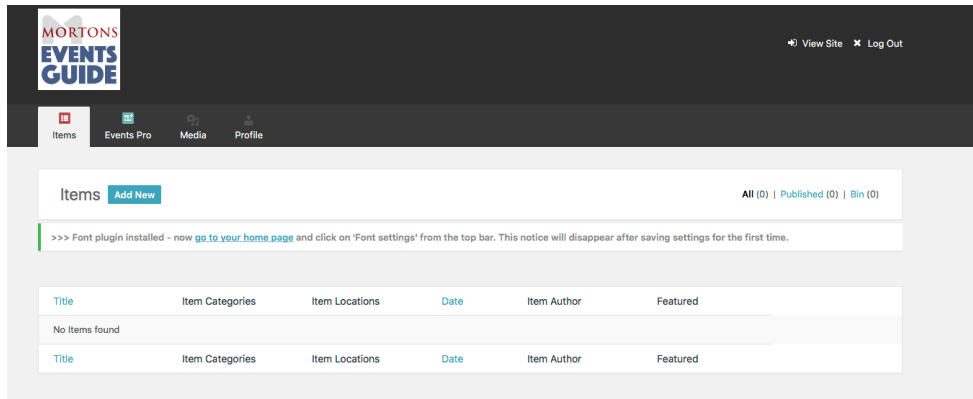 MORTONS
EVENTS
GUIDE
View Site Log Out
Items Events Pro Media Profile
Items Add New All (0) | Published (0) | Bin (0)
>>> Font plugin installed - now go to your home page and click on 'Font settings' from the top bar. This notice will disappear after saving settings for the first time.
Title Item Categories Item Locations Date Item Author Featured
No Items found
Title Item Categories Item Locations Date Item Author Featured